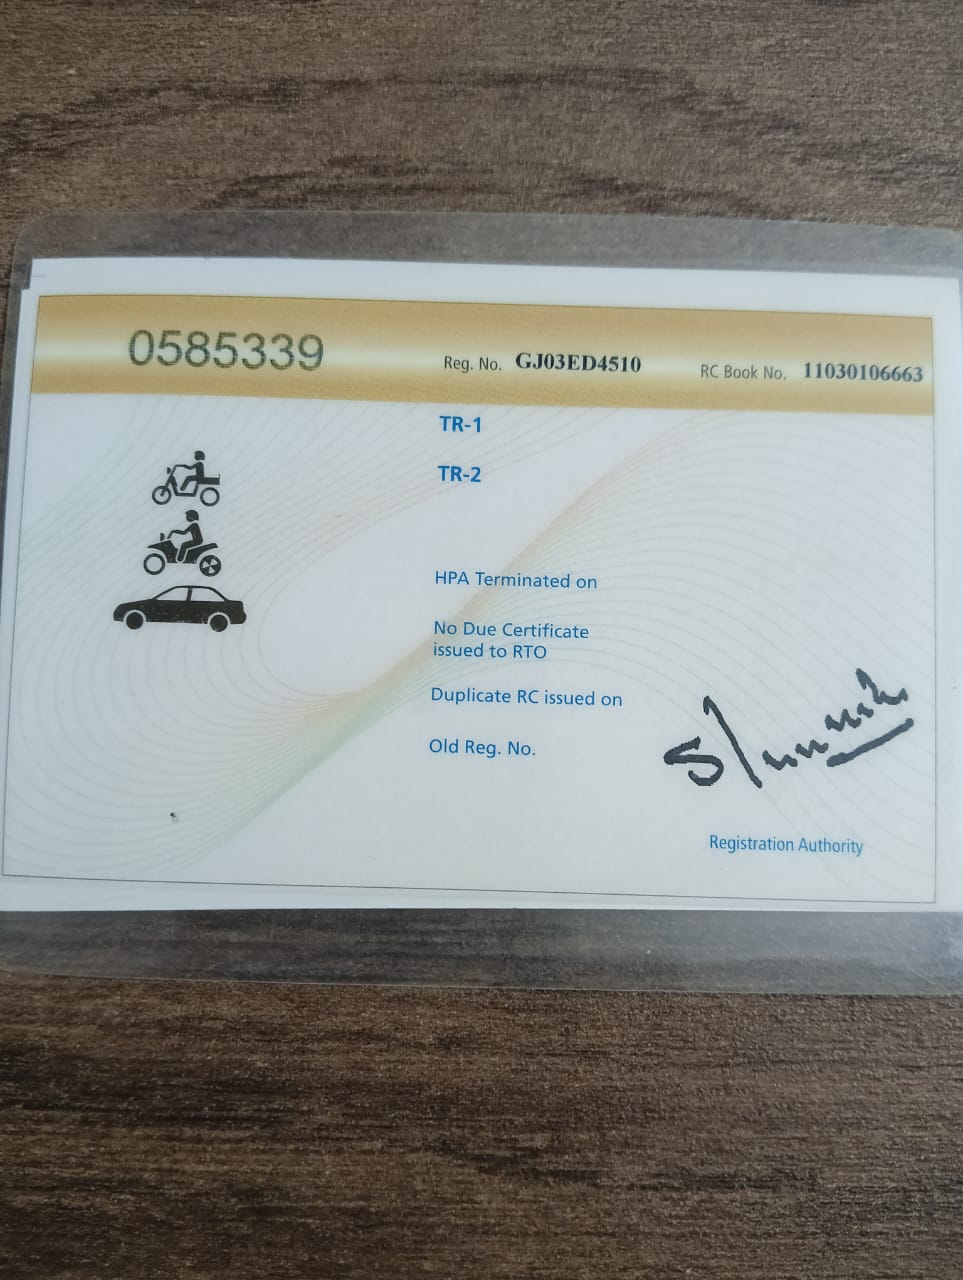 0585339 Reg. No. GJ03ED4510 RC Book No. 11030106663
TR-1
TR-2
HPA Terminated on
No Due Certificate
issued to RTO
Duplicate RC issued on
Old Reg. No.
Registration Authority